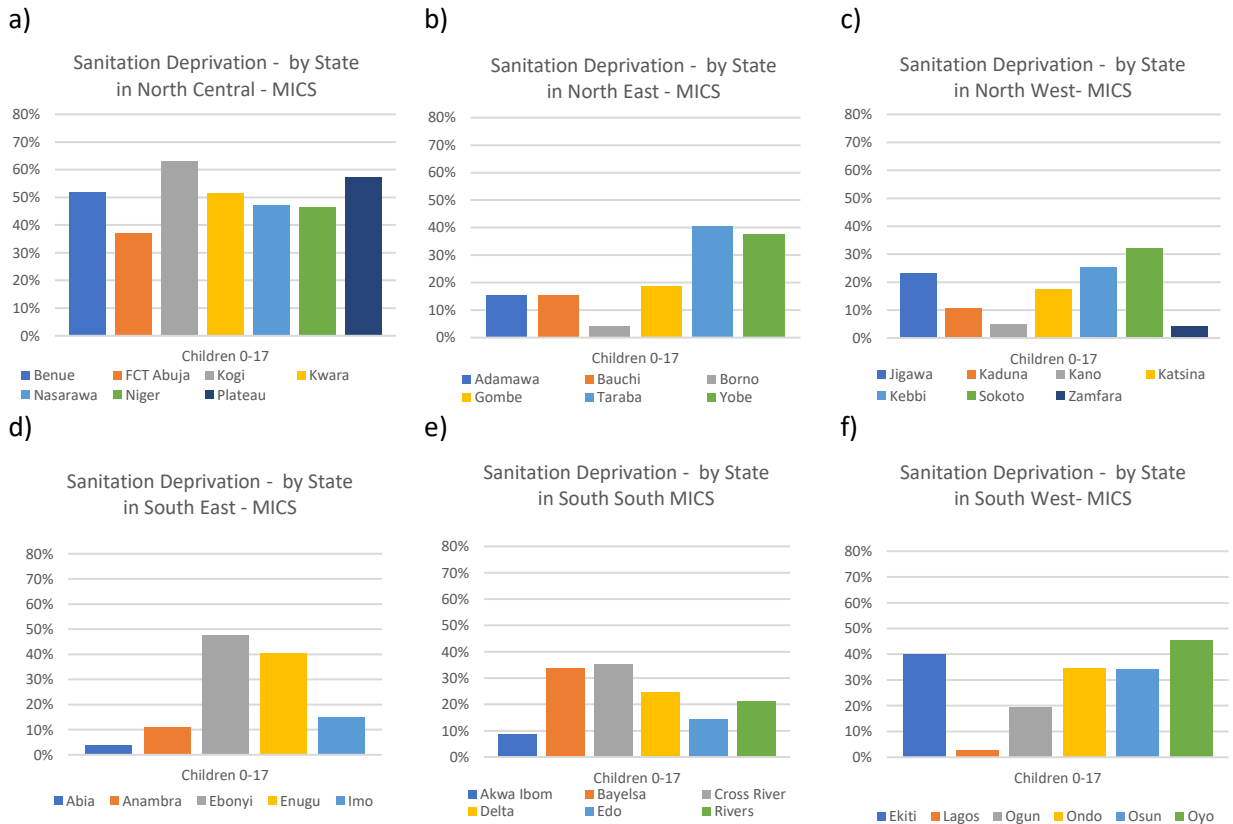 a)
Sanitation Deprivation - by State
in North Central - MICS
80%
70%
60%
50%
40%
30%
20%
10%
0%
Children 0-17
Benue FCT Abuja Kogi Kwara
Nasarawa Niger Plateau
b)
Sanitation Deprivation - by State
in North East - MICS
80%
70%
60%
50%
40%
30%
20%
10%
0%
Children 0-17
Adamawa Bauchi Borno
Gombe Taraba Yobe
c)
Sanitation Deprivation - by State
in North West- MICS
80%
70%
60%
50%
40%
30%
20%
10%
0%
Children 0-17
Jigawa Kaduna Kano Katsina
Kebbi Sokoto Zamfara
d)
Sanitation Deprivation - by State
in South East - MICS
80%
70%
60%
50%
40%
30%
20%
10%
0%
Children 0-17
Abia Anambra Ebonyi Enugu Imo
e)
Sanitation Deprivation - by State
in South South MICS
80%
70%
60%
50%
40%
30%
20%
10%
0%
Children 0-17
Akwa Ibom Bayelsa Cross River
Delta Edo Rivers
f)
Sanitation Deprivation - by State
in South West- MICS
80%
70%
60%
50%
40%
30%
20%
10%
0%
Children 0-17
Ekiti Lagos Ogun Ondo Osun Oyo